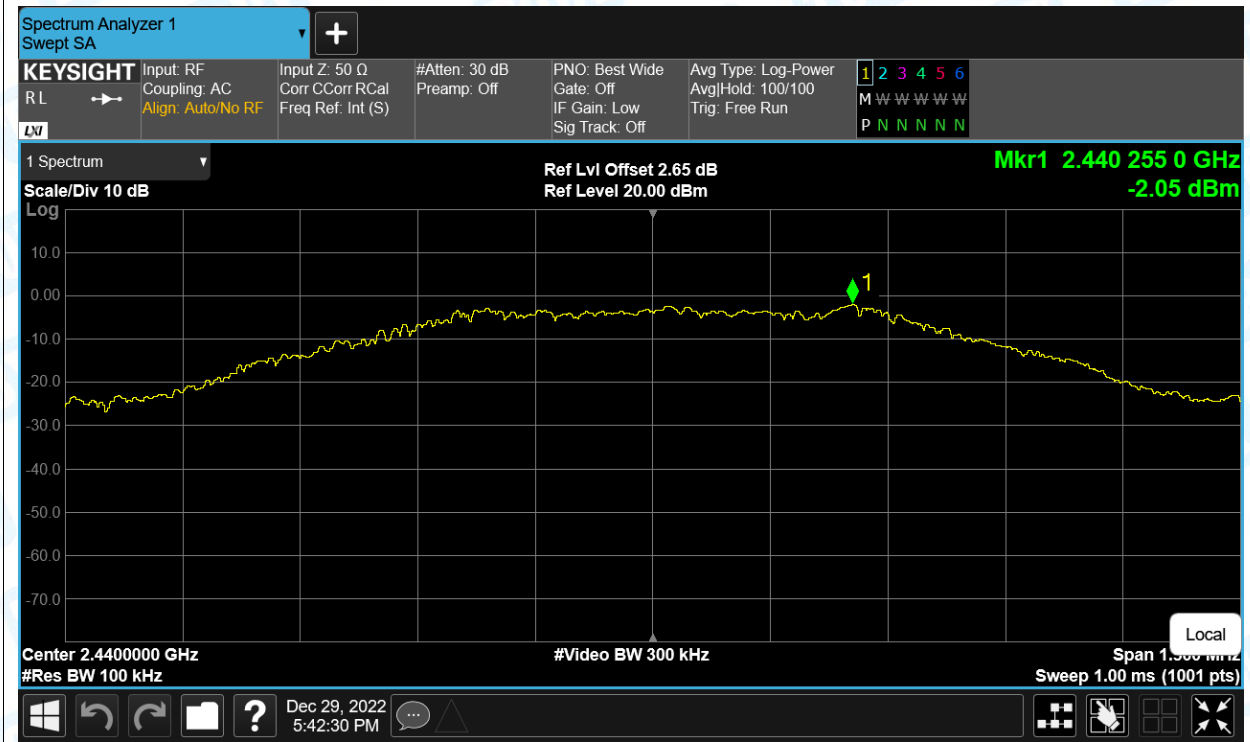 Spectrum Analyzer 1
Swept SA
+
KEYSIGHT
R L
LXI
Input: RF
Coupling: AC
Align: Auto/No RF
Input Z: 50 Ω
Corr CCorr RCal
Freq Ref: Int (S)
#Atten: 30 dB
Preamp: Off
PNO: Best Wide
Gate: Off
IF Gain: Low
Sig Track: Off
Avg Type: Log-Power
Avg|Hold: 100/100
Trig: Free Run
1 2 3 4 5 6
M W W W W W
P N N N N N
1 Spectrum
Scale/Div 10 dB
Log
Ref Lvl Offset 2.65 dB
Ref Level 20.00 dBm
Mkr1 2.440 255 0 GHz
-2.05 dBm
10.0
0.00
-10.0
-20.0
-30.0
-40.0
-50.0
-60.0
-70.0
1
Local
Center 2.4400000 GHz
#Video BW 300 kHz
Span
#Res BW 100 kHz
Sweep 1.00 ms (1001 pts)
?
Dec 29, 2022
5:42:30 PM